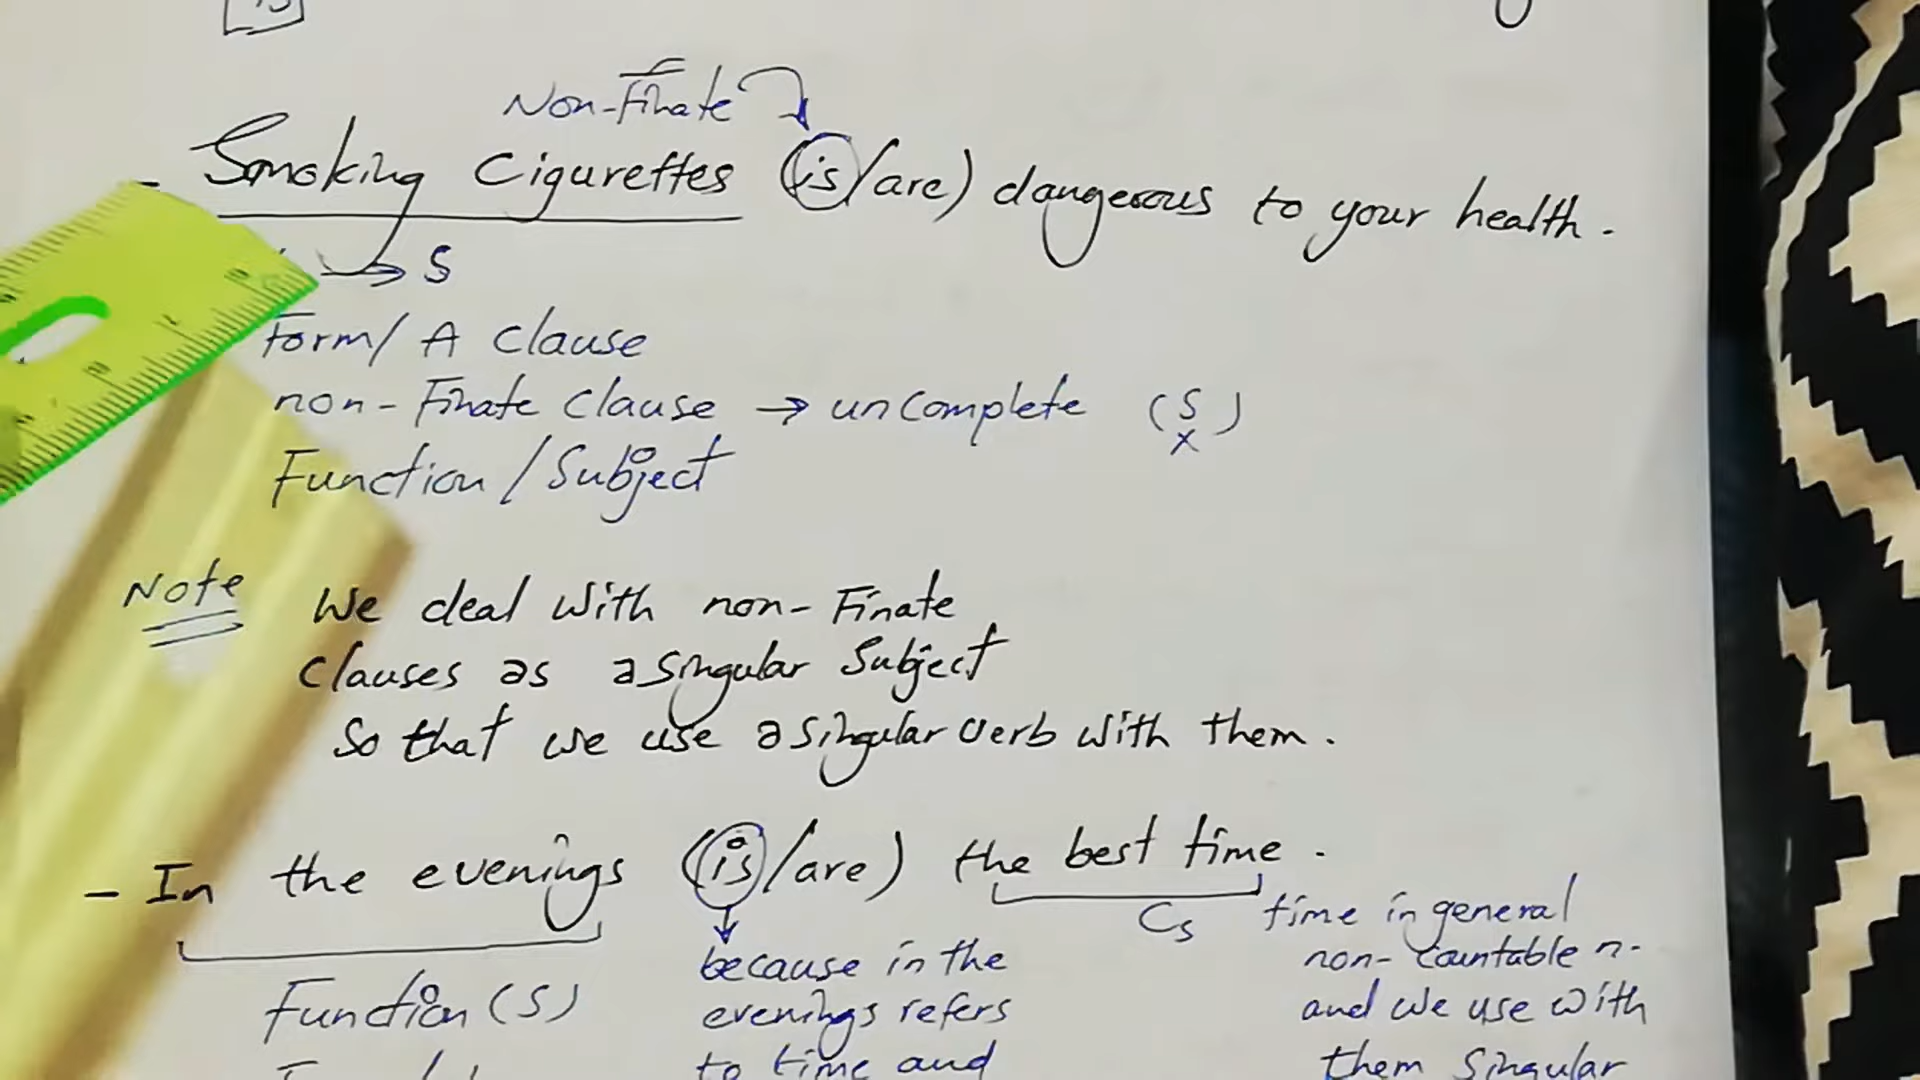 Non-Finate
- Smoking Cigurettes (is/are) dangerous to your health.
→ S
Form/ A Clause
non-Finate Clause → uncomplete (S)
x
Function / Subject
Note We deal with non-Finate
Clauses as a singular Subject
So that we use a singular verb with them.
- In the evenings (is/are) the best time.
Cs time in general
because in the non-countable n.
Function (S) evenings refers and we use with
to time and them singular